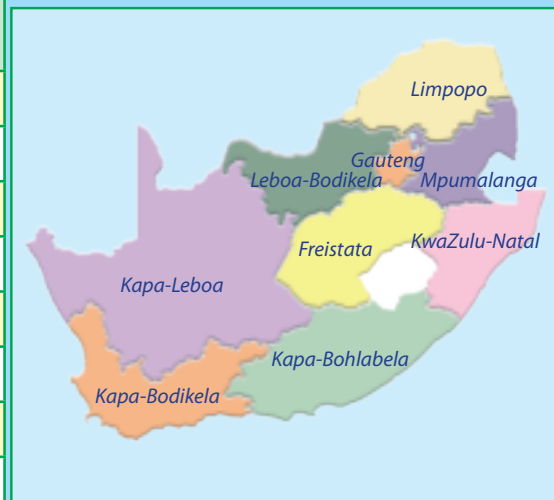 Limpopo
Gauteng
Leboa-Bodikela
Mpumalanga
Freistata
KwaZulu-Natal
Kapa-Leboa
Kapa-Bohlabela
Kapa-Bodikela